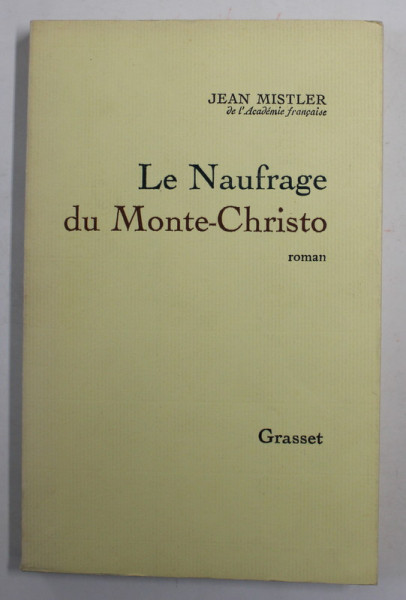 JEAN MISTLER
de l'Académie française
Le Naufrage
du Monte-Christo
roman
Grasset